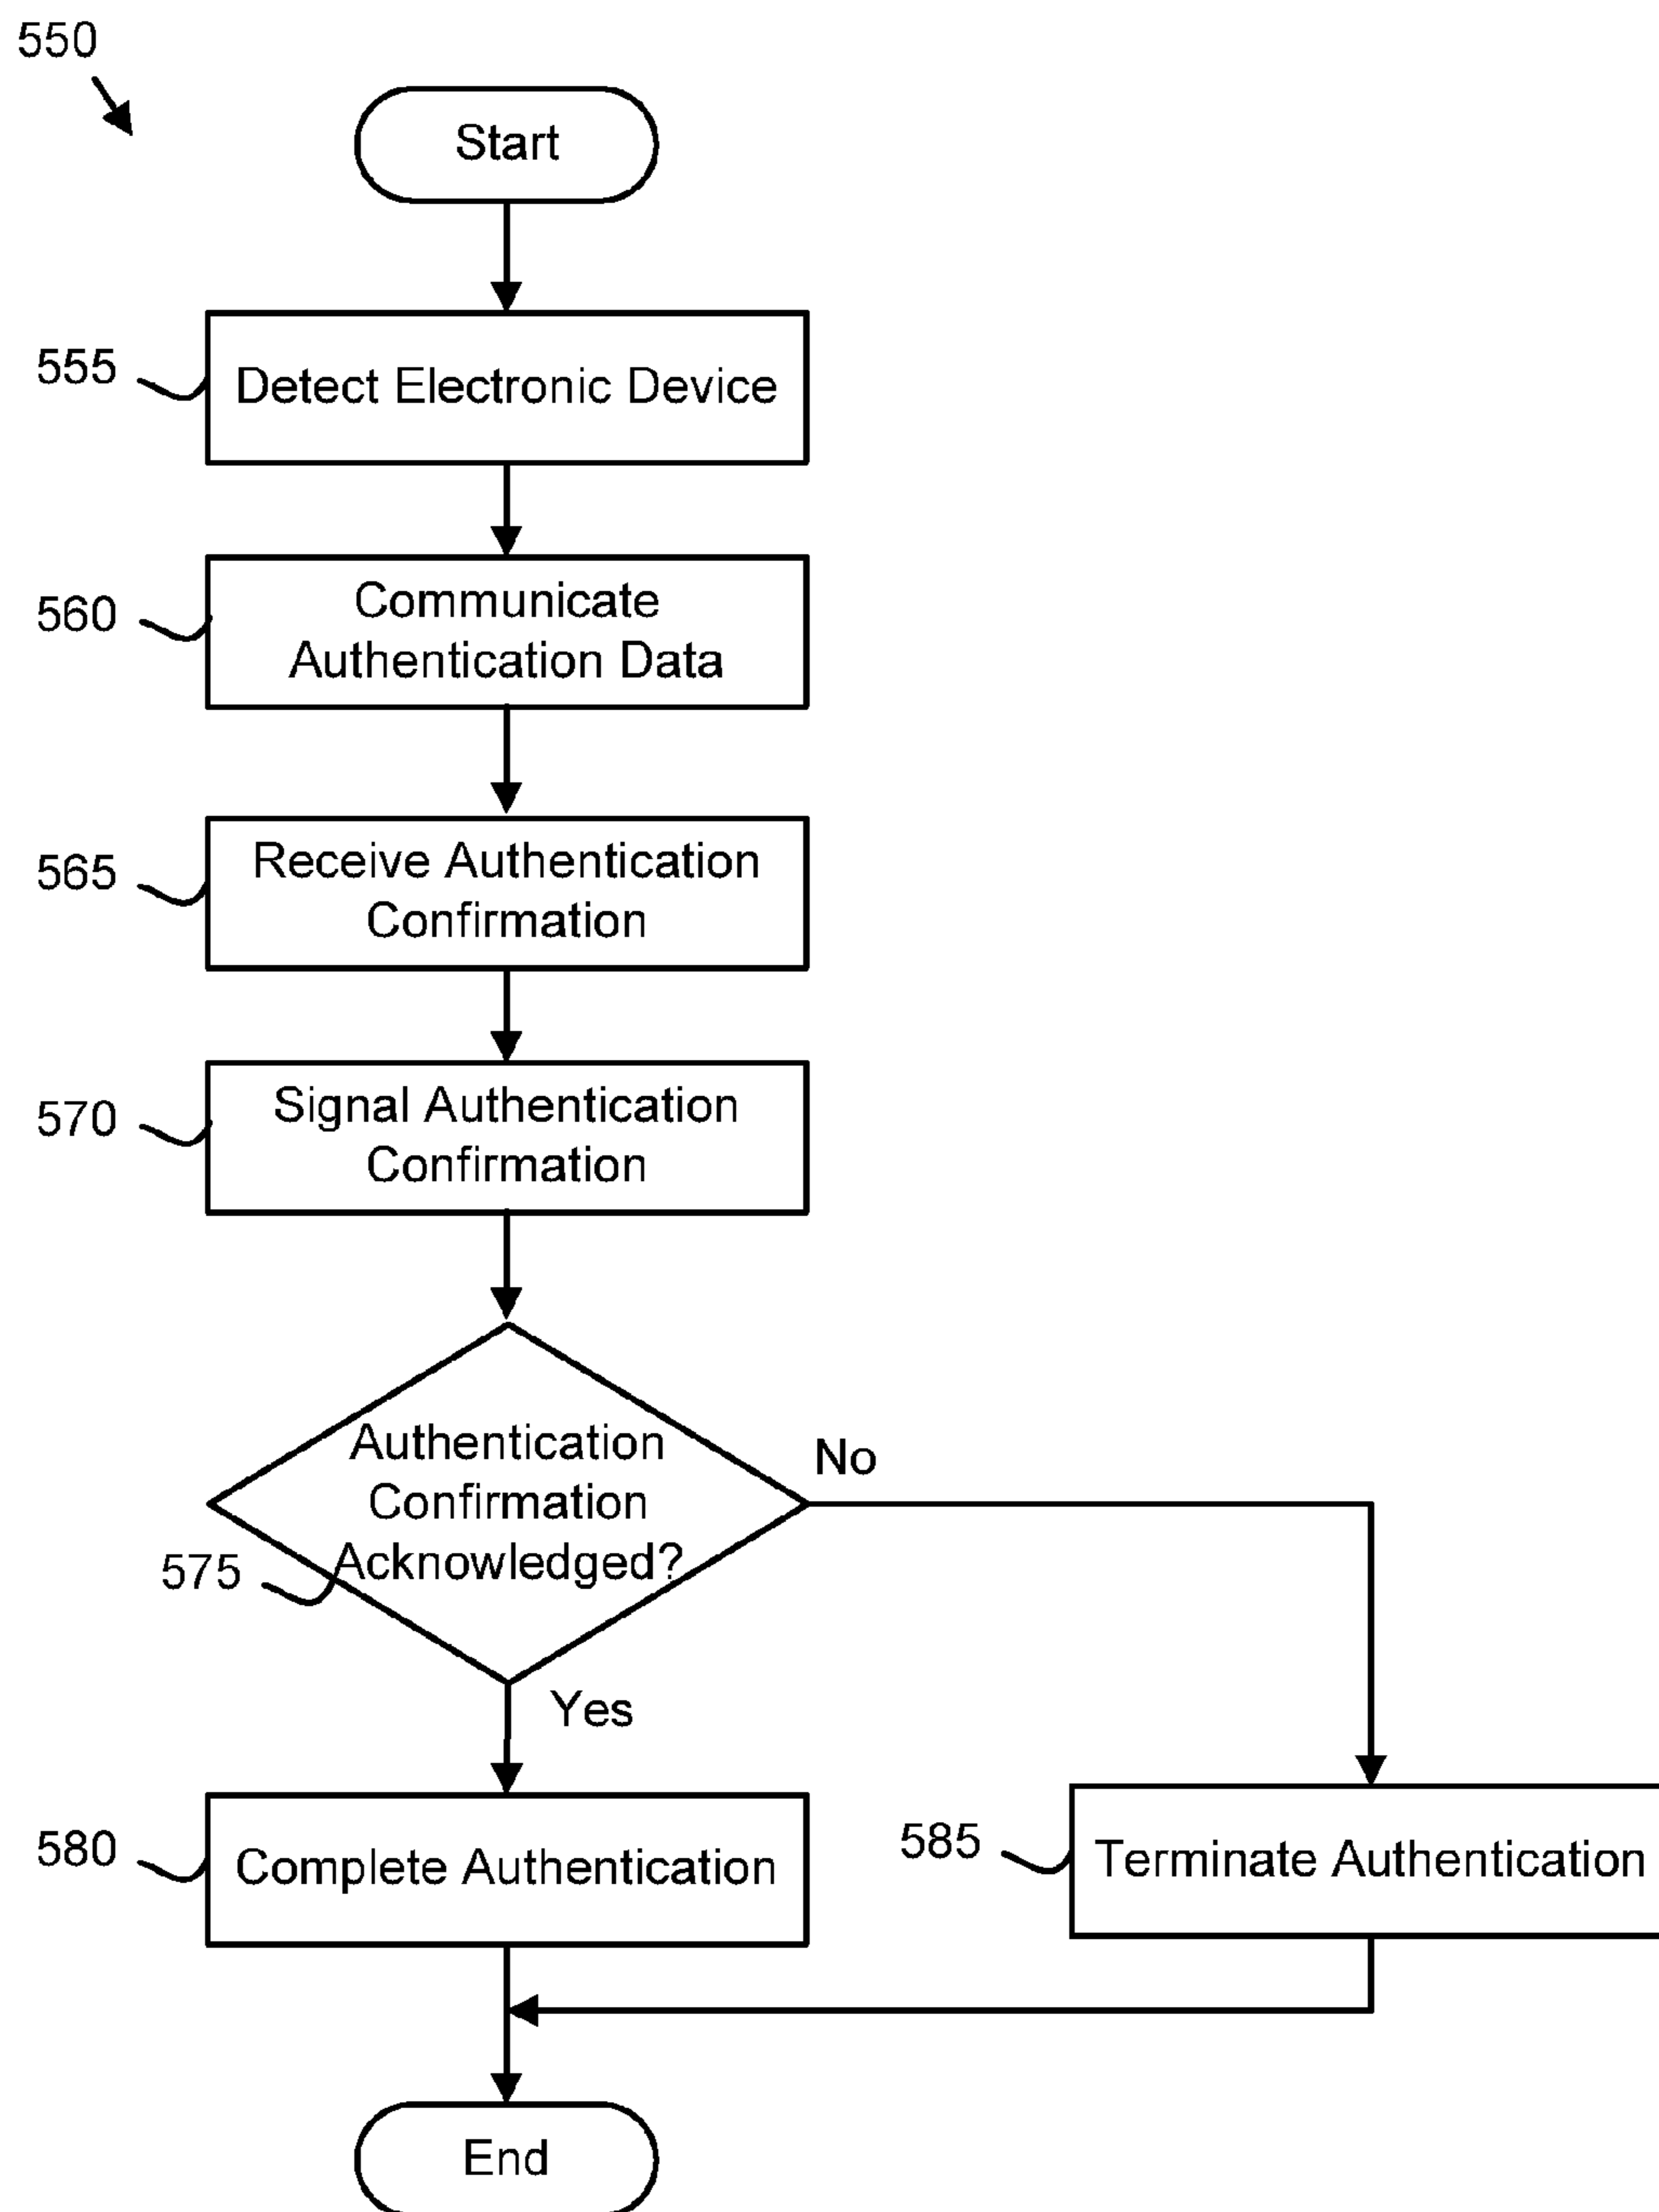 550
Start
555
Detect Electronic Device
560
Communicate
Authentication Data
565
Receive Authentication
Confirmation
570
Signal Authentication
Confirmation
Authentication
Confirmation
Acknowledged?
No
575
Yes
580
Complete Authentication
585
Terminate Authentication
End